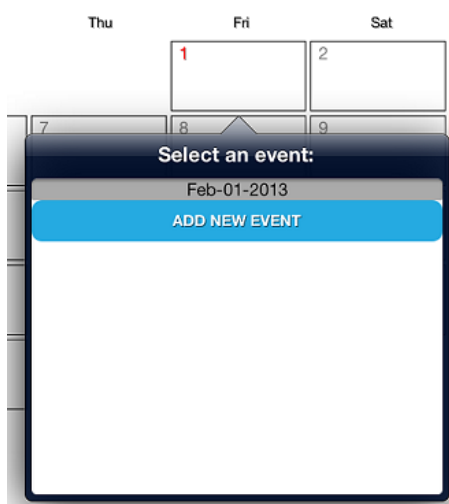 Thu Fri Sat
1 2
7 8 9
Select an event:
Feb-01-2013
ADD NEW EVENT